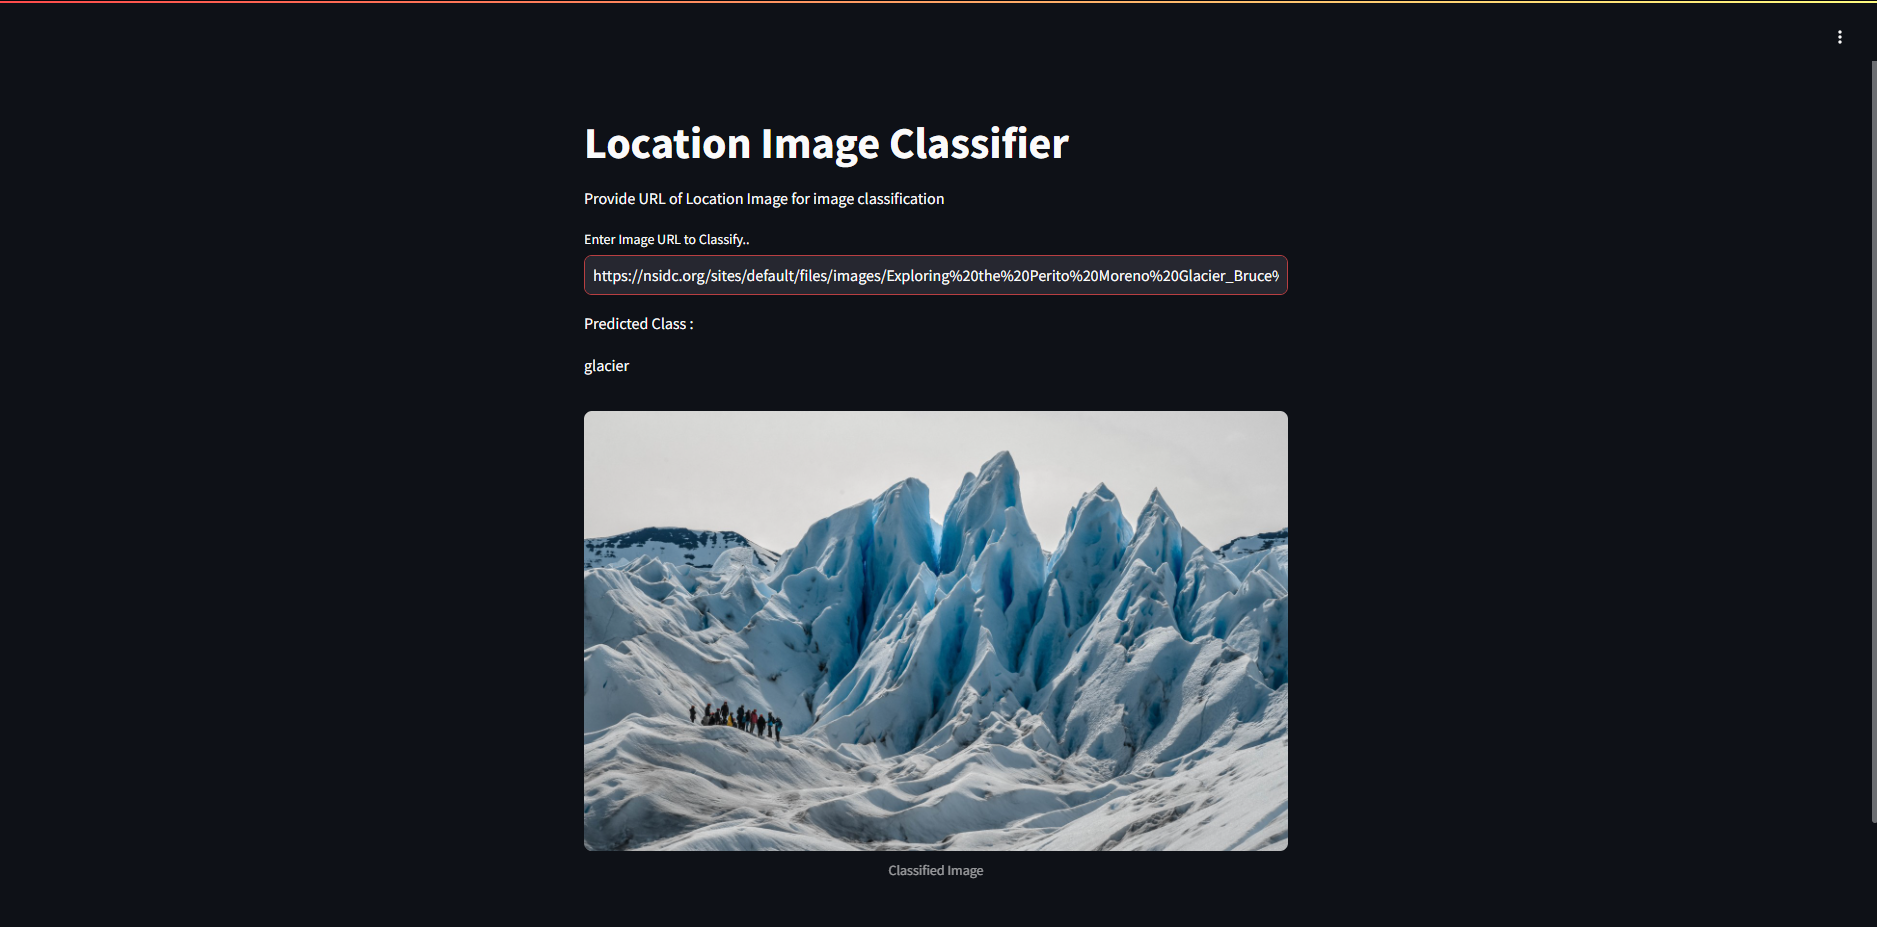 Location Image Classifier
Provide URL of Location Image for image classification
Enter Image URL to Classify..
https://nsidc.org/sites/default/files/images/Exploring%20the%20Perito%20Moreno%20Glacier_Bruce%
Predicted Class :
glacier
Classified Image